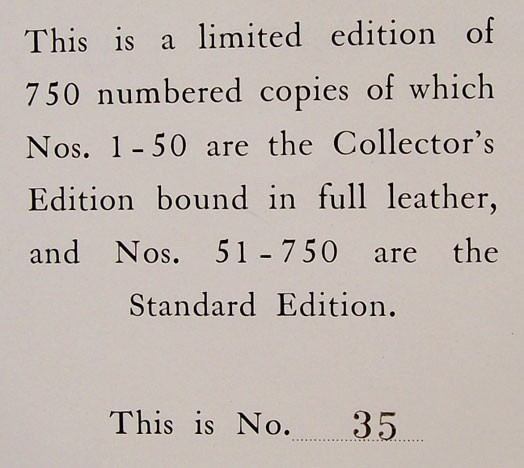 This is a limited edition of
750 numbered copies of which
Nos. 1-50 are the Collector's
Edition bound in full leather,
and Nos. 51-750 are the
Standard Edition.
This is No. 35